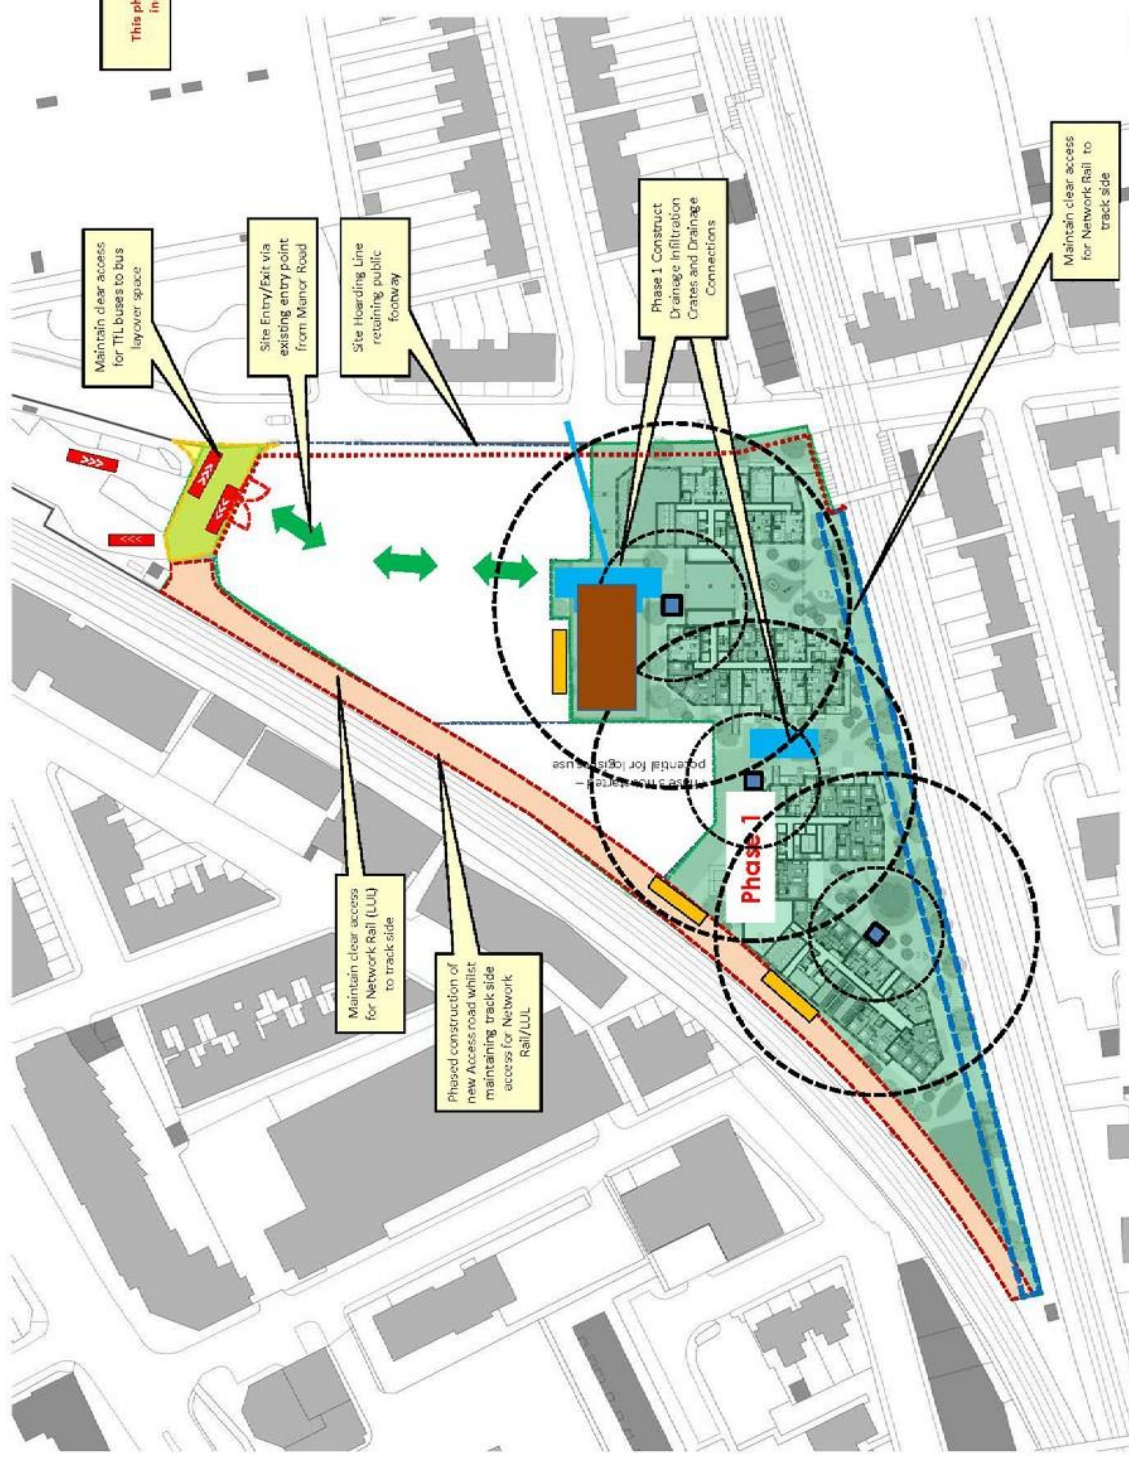 This ph
in
Maintain clear access
for TfL buses to bus
layover space
Site Entry/Exit via
existing entry point
from Manor Road
Site Hoarding Line
retaining public
footway
Phase 1 Construct
Drainage Infiltration
Crates and Drainage
Connections
Maintain clear access
for Network Rail to
track side
Maintain clear access
for Network Rail (LUL)
to track side
Phased construction of
new Access road whilst
maintaining track side
access for Network
Rail/LUL
Phase 3 not started –
potential for logistics use
Phase 1